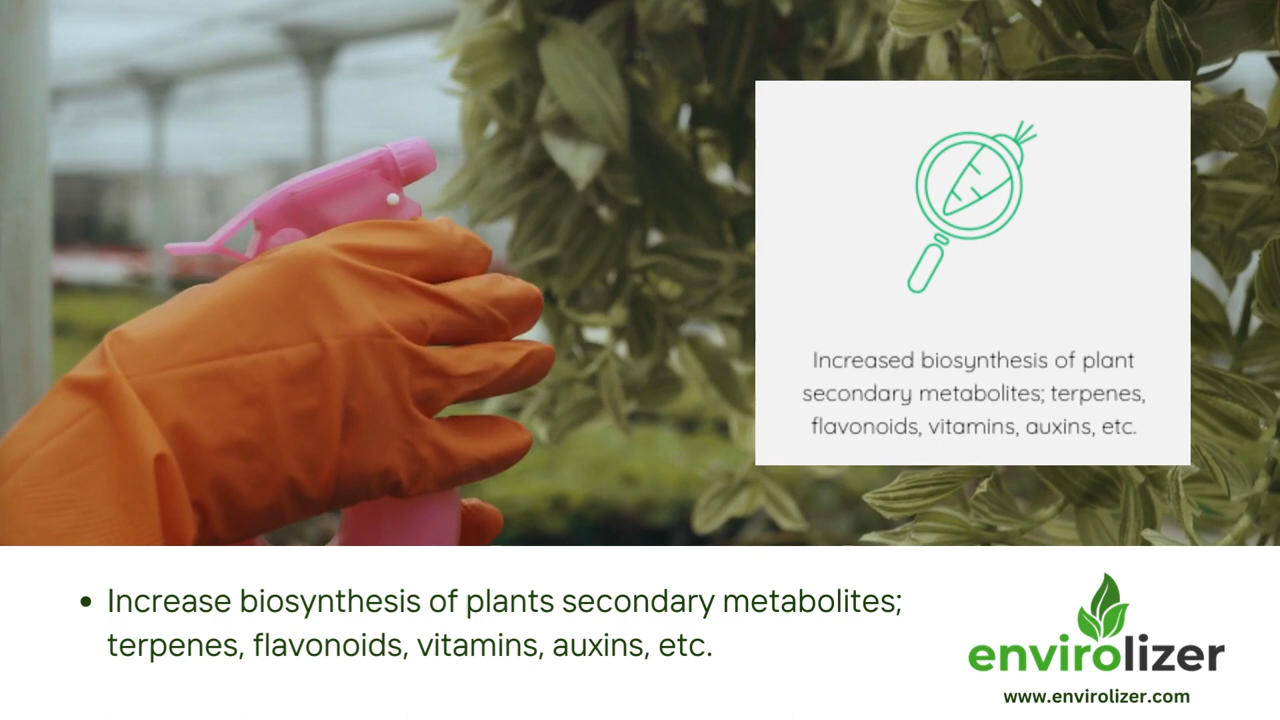 Increased biosynthesis of plant
secondary metabolites; terpenes,
flavonoids, vitamins, auxins, etc.
• Increase biosynthesis of plants secondary metabolites;
terpenes, flavonoids, vitamins, auxins, etc.
envirolizer
www.envirolizer.com